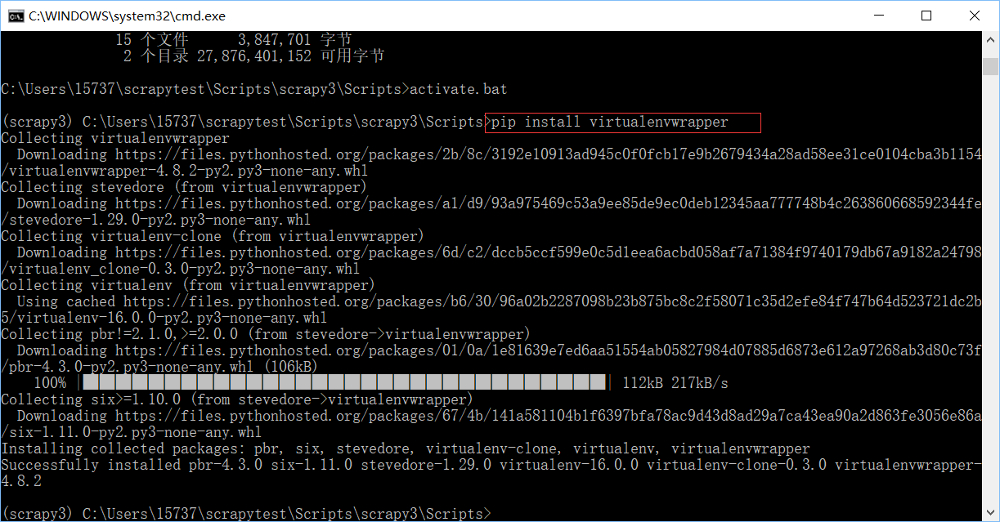 C:\WINDOWS\system32\cmd.exe
15 个文件 3,847,701 字节
2 个目录 27,876,401,152 可用字节
C:\Users\15737\scrapytest\Scripts\scrapy3\Scripts>activate.bat
(scrapy3) C:\Users\15737\scrapytest\Scripts\scrapy3\Scripts>pip install virtualenvwrapper
Collecting virtualenvwrapper
Downloading https://files.pythonhosted.org/packages/2b/8c/3192e10913ad945c0f0fcb17e9b2679434a28ad58ee31ce0104cba3b1154
/virtualenvwrapper-4.8.2-py2.py3-none-any.whl
Collecting stevedore (from virtualenvwrapper)
Downloading https://files.pythonhosted.org/packages/a1/d9/93a975469c53a9ee85de9ec0deb12345aa777748b4c263860668592344fe
/stevedore-1.29.0-py2.py3-none-any.whl
Collecting virtualenv-clone (from virtualenvwrapper)
Downloading https://files.pythonhosted.org/packages/6d/c2/dccb5ccf599e0c5d1eea6acbd058af7a71384f9740179db67a9182a24798
/virtualenv_clone-0.3.0-py2.py3-none-any.whl
Collecting virtualenv (from virtualenvwrapper)
Using cached https://files.pythonhosted.org/packages/b6/30/96a02b2287098b23b875bc8c2f58071c35d2efe84f747b64d523721dc2b
5/virtualenv-16.0.0-py2.py3-none-any.whl
Collecting pbr!=2.1.0,>=2.0.0 (from stevedore->virtualenvwrapper)
Downloading https://files.pythonhosted.org/packages/01/0a/1e81639e7ed6aa51554ab05827984d07885d6873e612a97268ab3d80c73f
/pbr-4.3.0-py2.py3-none-any.whl (106kB)
100% || 112kB 217kB/s
Collecting six>=1.10.0 (from stevedore->virtualenvwrapper)
Downloading https://files.pythonhosted.org/packages/67/4b/141a581104b1f6397bfa78ac9d43d8ad29a7ca43ea90a2d863fe3056e86a
/six-1.11.0-py2.py3-none-any.whl
Installing collected packages: pbr, six, stevedore, virtualenv-clone, virtualenv, virtualenvwrapper
Successfully installed pbr-4.3.0 six-1.11.0 stevedore-1.29.0 virtualenv-16.0.0 virtualenv-clone-0.3.0 virtualenvwrapper-
4.8.2
(scrapy3) C:\Users\15737\scrapytest\Scripts\scrapy3\Scripts>